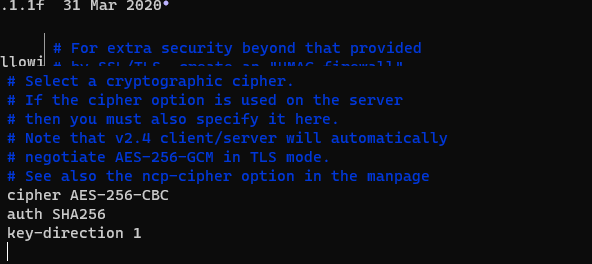 .1.1f 31 Mar 2020
# For extra security beyond that provided
llowi
# by SSL/TLS, create an "HMAC firewall"
# Select a cryptographic cipher.
# If the cipher option is used on the server
# then you must also specify it here.
# Note that v2.4 client/server will automatically
# negotiate AES-256-GCM in TLS mode.
# See also the ncp-cipher option in the manpage
cipher AES-256-CBC
auth SHA256
key-direction 1